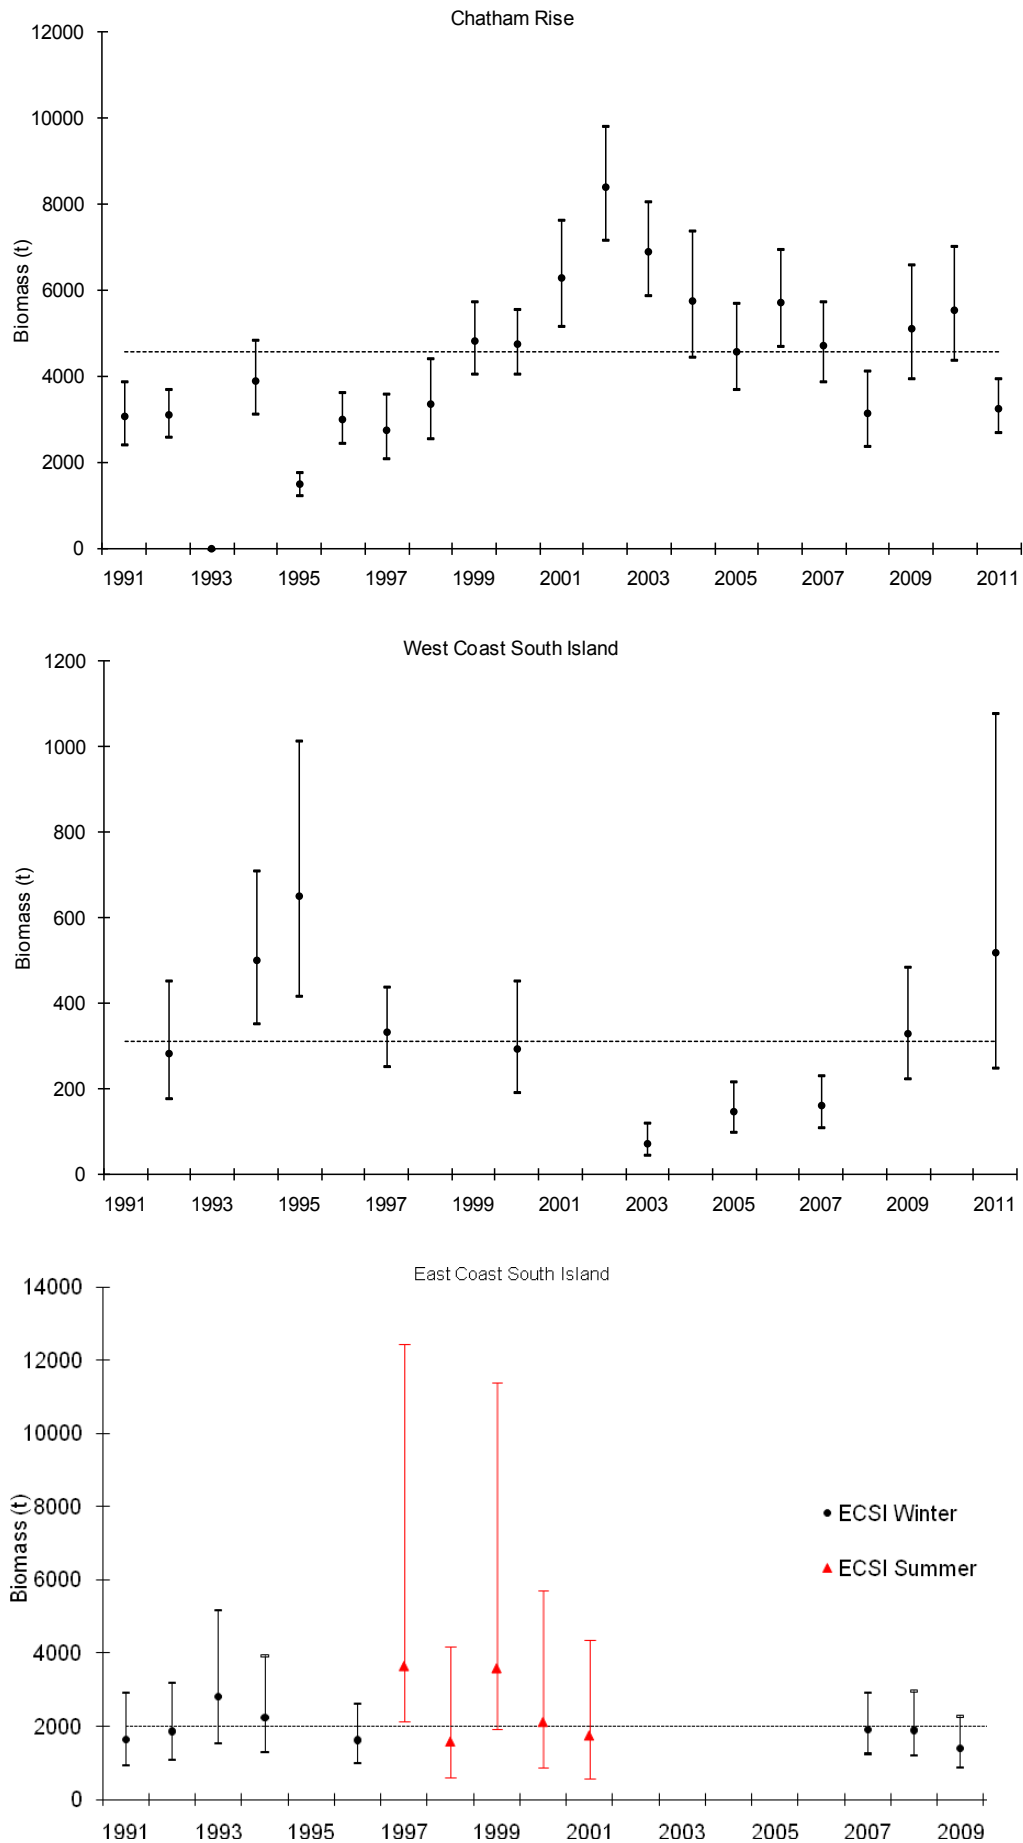 Chatham Rise
12000
10000
8000
6000
4000
2000
0
Biomass (t)
1991 1993 1995 1997 1999 2001 2003 2005 2007 2009 2011
West Coast South Island
1200
1000
800
600
400
200
0
Biomass (t)
1991 1993 1995 1997 1999 2001 2003 2005 2007 2009 2011
East Coast South Island
14000
12000
10000
8000
6000
4000
2000
0
Biomass (t)
ECSI Winter
ECSI Summer
1991 1993 1995 1997 1999 2001 2003 2005 2007 2009